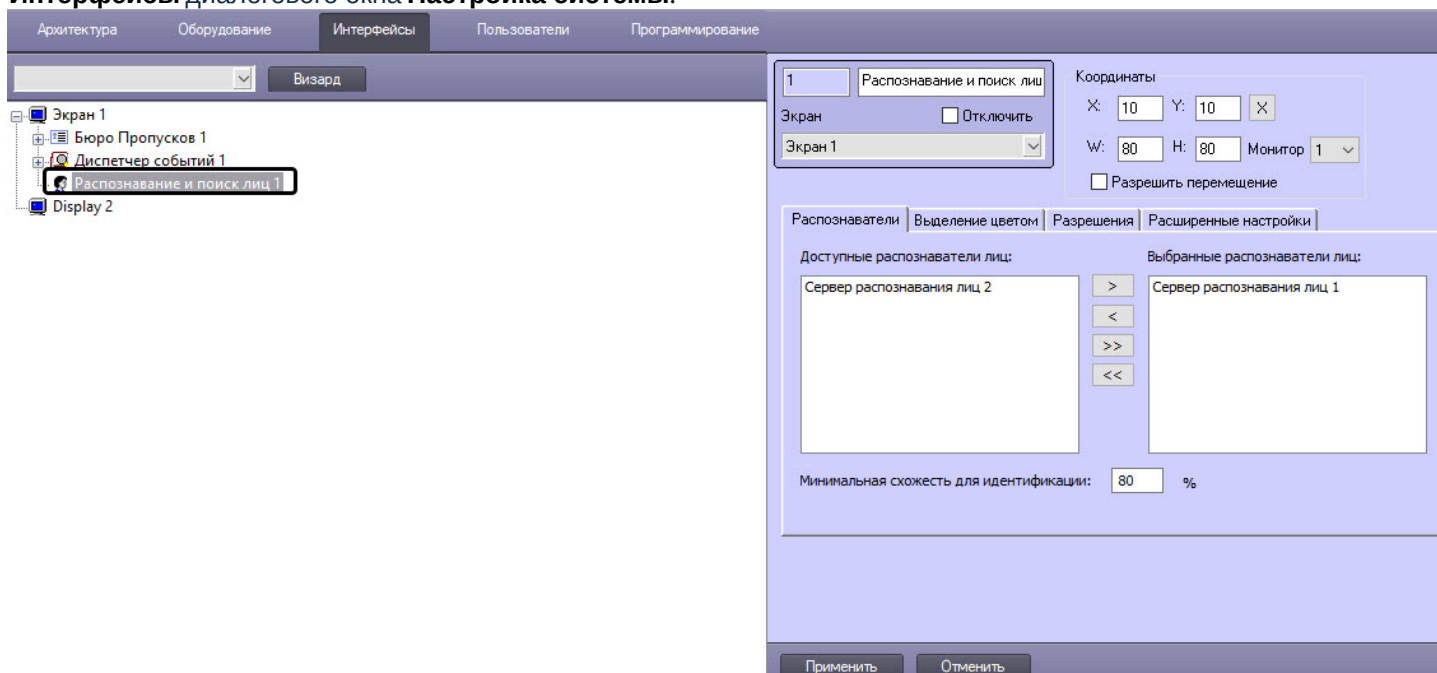 Интерфейсы диалогового окна Настройка системы.
Архитектура Оборудование Интерфейсы Пользователи Программирование
Визард
Экран 1
Бюро Пропусков 1
Диспетчер событий 1
Распознавание и поиск лиц 1
Display 2
1 Распознавание и поиск лиц
Экран Отключить
Экран 1
Координаты
X: 10 Y: 10 X
W: 80 H: 80 Монитор 1
Разрешить перемещение
Распознаватели Выделение цветом Разрешения Расширенные настройки
Доступные распознаватели лиц: Выбранные распознаватели лиц:
Сервер распознавания лиц 2 > Сервер распознавания лиц 1
<
>>
<<
Минимальная схожесть для идентификации: 80 %
Применить Отменить